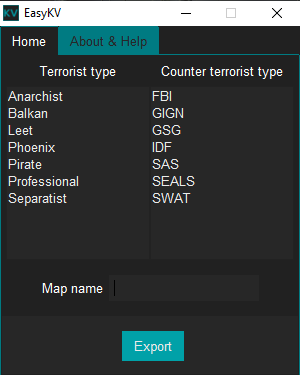 KV EasyKV
Home About & Help
Terrorist type Counter terrorist type
Anarchist FBI
Balkan GIGN
Leet GSG
Phoenix IDF
Pirate SAS
Professional SEALS
Separatist SWAT
Map name
Export